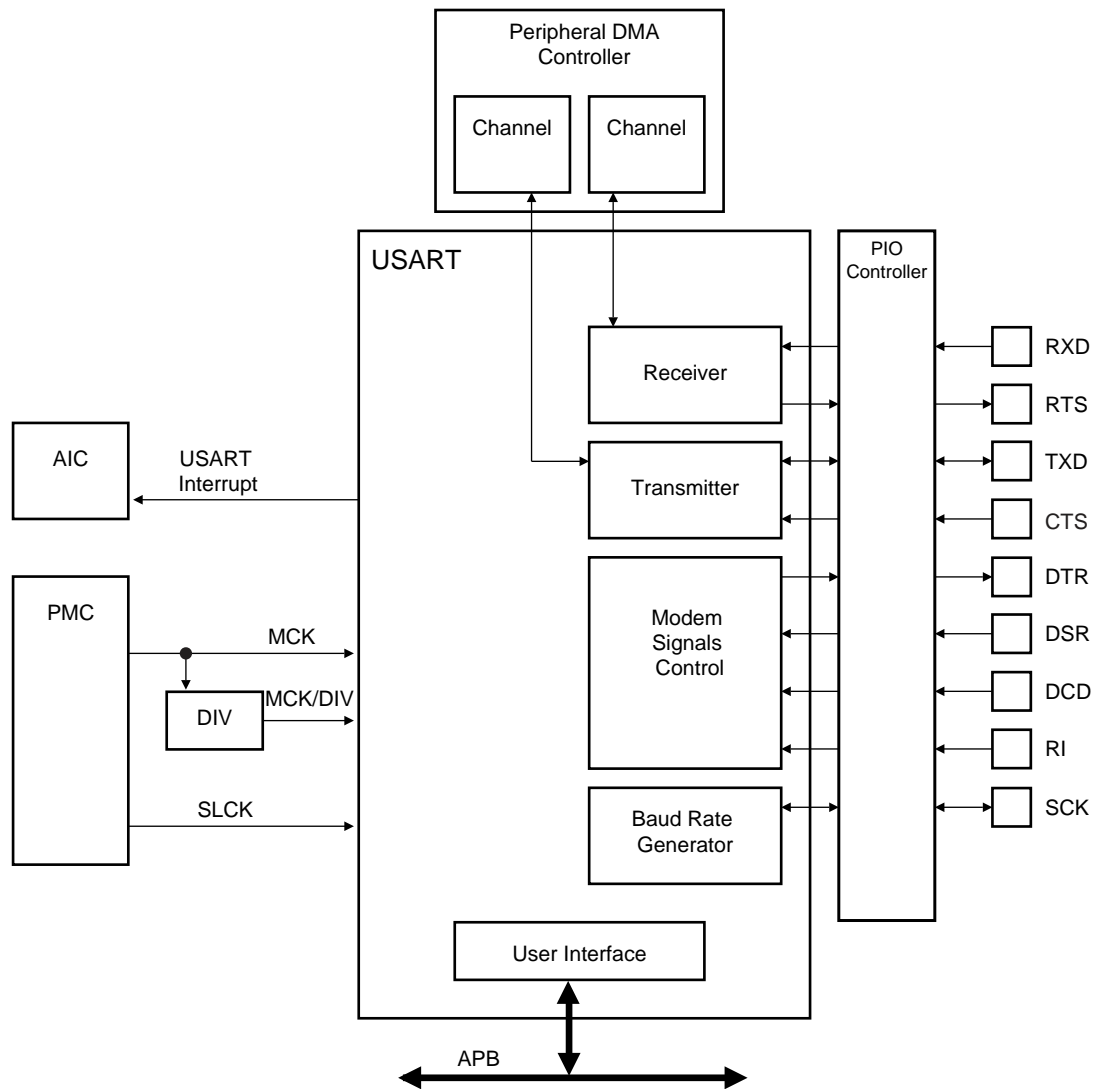 Peripheral DMA
Controller
Channel
Channel
USART
PIO
Controller
Receiver
RXD
RTS
AIC
USART
Interrupt
Transmitter
TXD
CTS
PMC
MCK
DIV
MCK/DIV
SLCK
Modem
Signals
Control
DTR
DSR
DCD
RI
Baud Rate
Generator
SCK
User Interface
APB